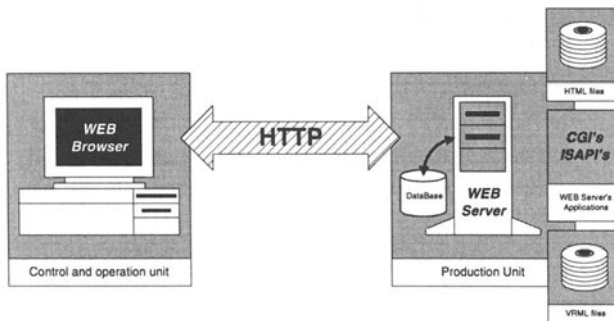 WEB
Browser
Control and operation unit
HTTP
DataBase
WEB
Server
Production Unit
HTML files
CGI's
ISAPI's
WEB Server's
Applications
VRML files